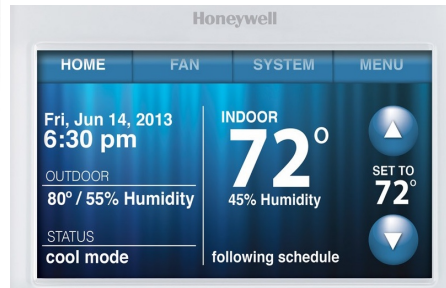 Honeywell
HOME FAN SYSTEM MENU
Fri, Jun 14, 2013
6:30 pm
OUTDOOR
80° / 55% Humidity
STATUS
cool mode
INDOOR
72°
45% Humidity
following schedule
SET TO
72°